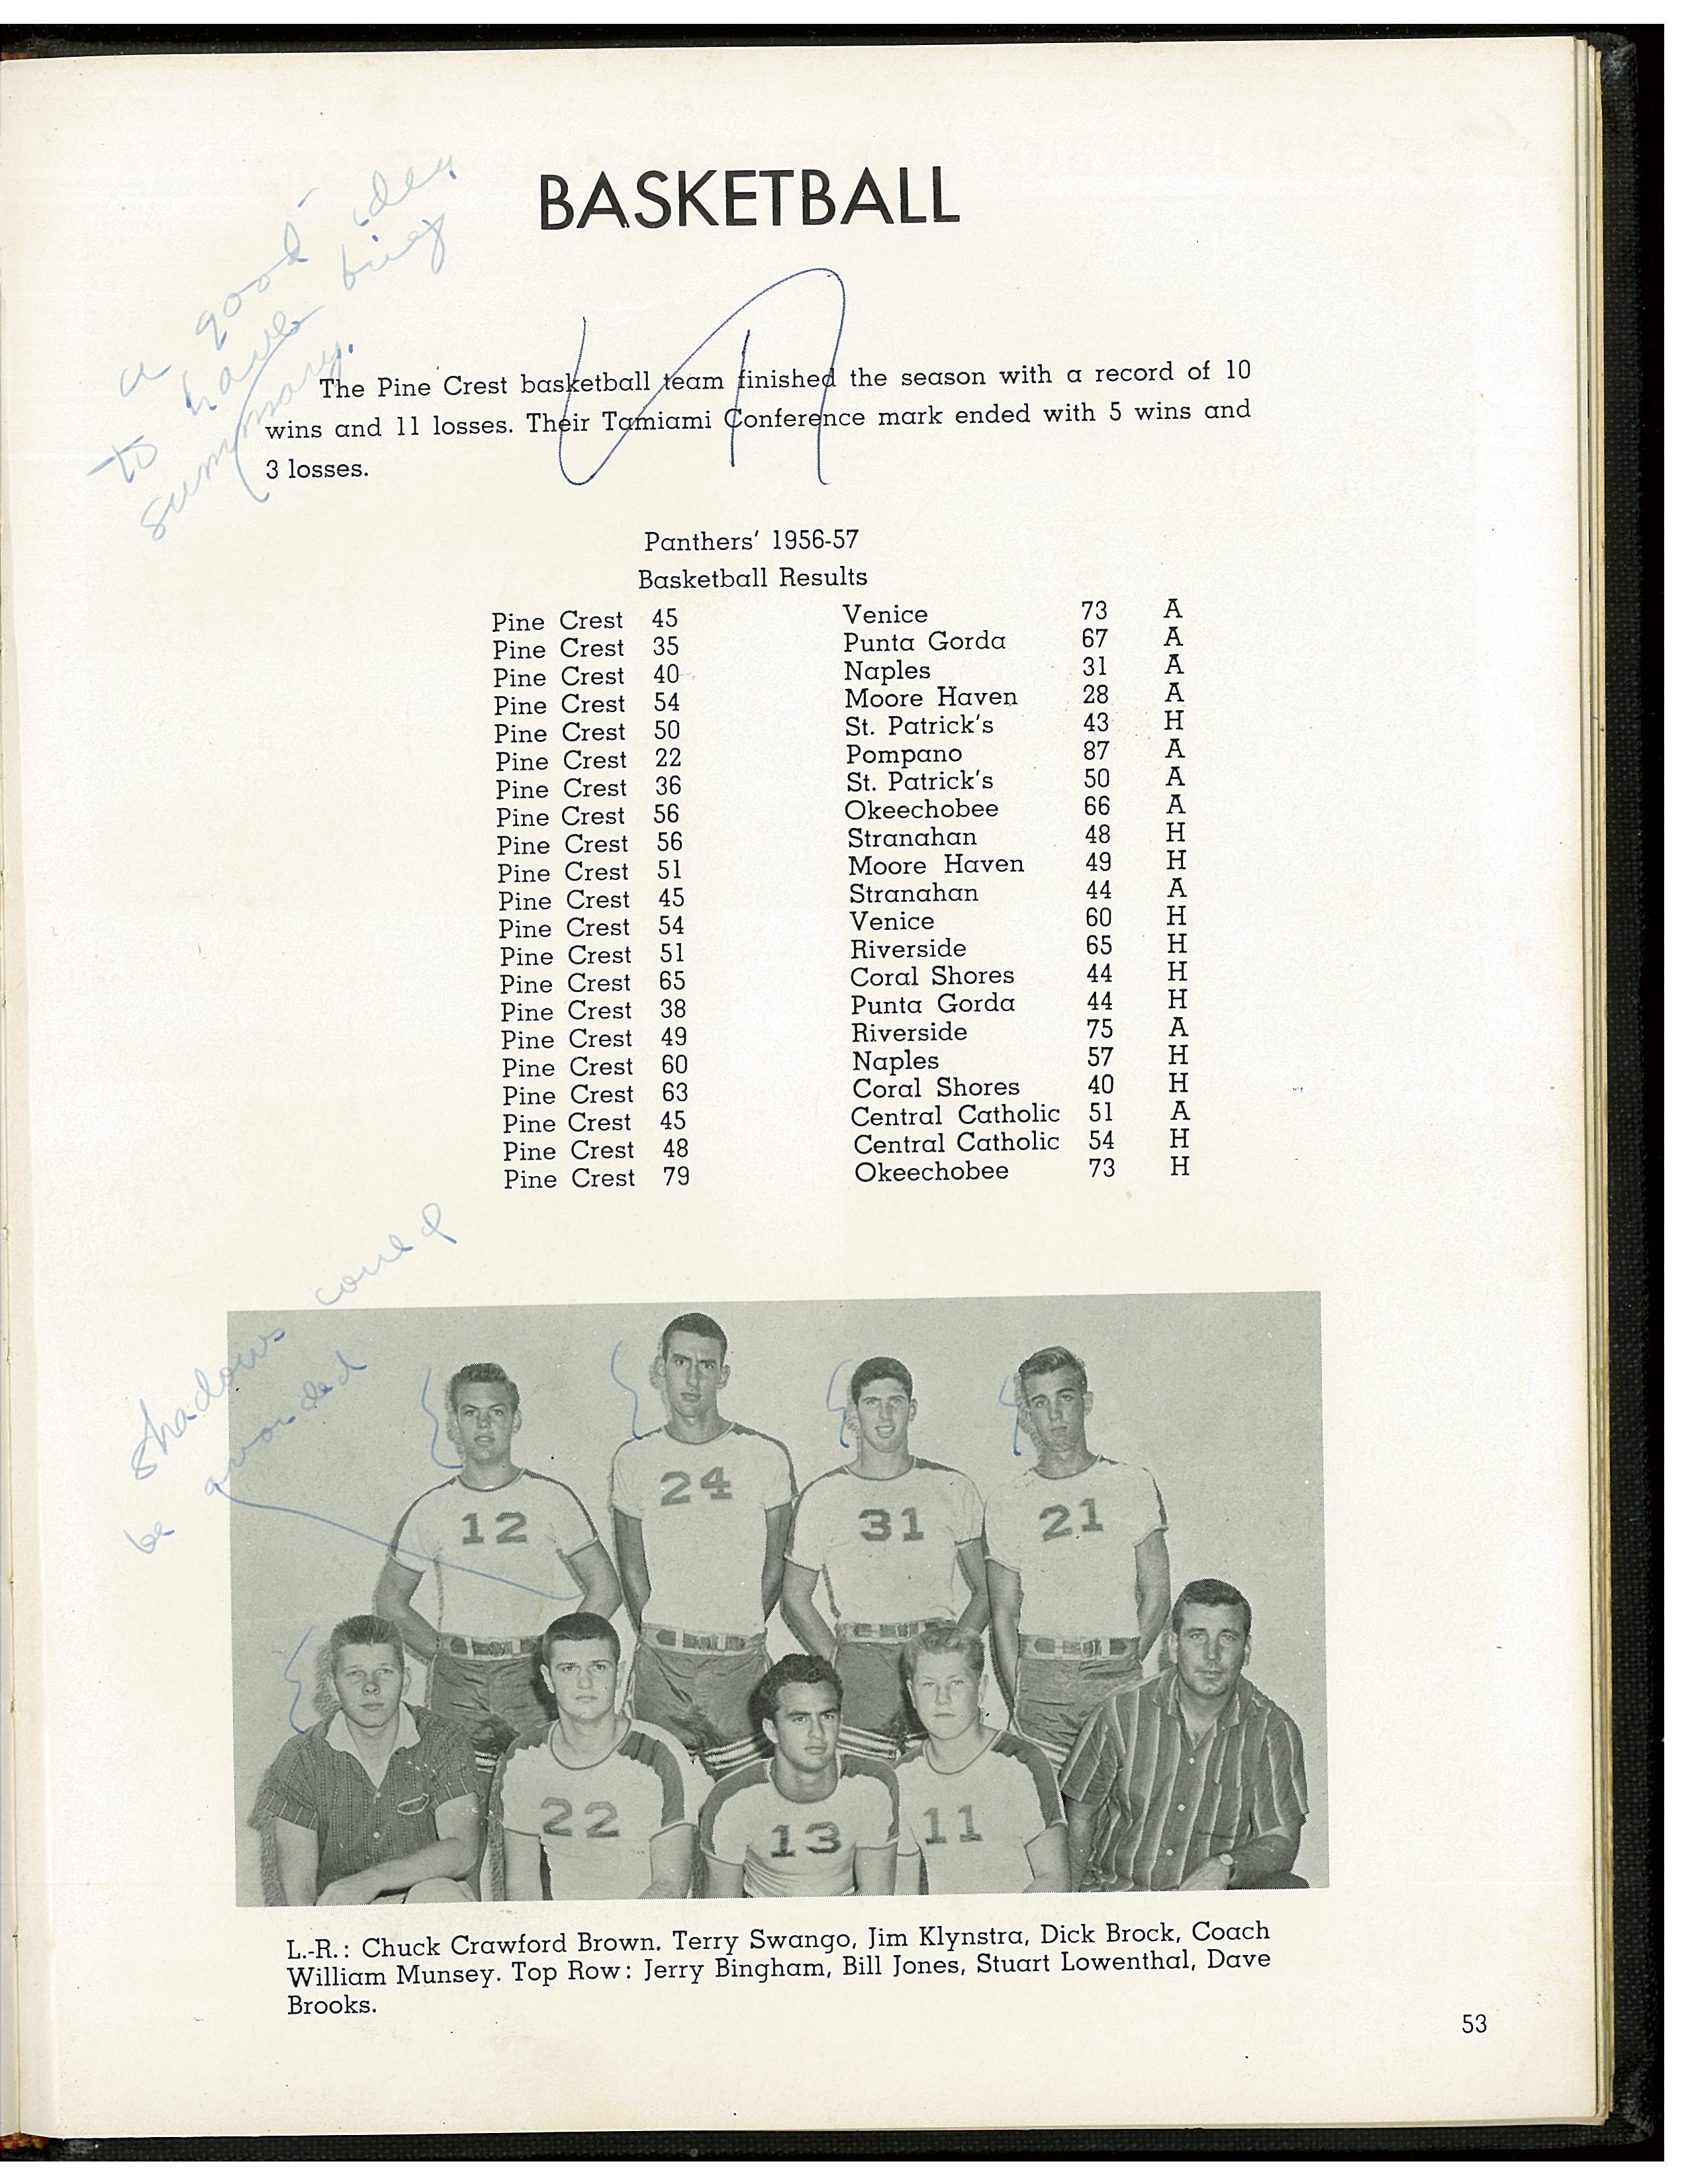 BASKETBALL
a good idea
to have brief
summary.
The Pine Crest basketball team finished the season with a record of 10
wins and 11 losses. Their Tamiami Conference mark ended with 5 wins and
3 losses.
Panthers' 1956-57
Basketball Results
Pine Crest 45 Venice 73 A
Pine Crest 35 Punta Gorda 67 A
Pine Crest 40 Naples 31 A
Pine Crest 54 Moore Haven 28 A
Pine Crest 50 St. Patrick's 43 H
Pine Crest 22 Pompano 87 A
Pine Crest 36 St. Patrick's 50 A
Pine Crest 56 Okeechobee 66 A
Pine Crest 56 Stranahan 48 H
Pine Crest 51 Moore Haven 49 H
Pine Crest 45 Stranahan 44 A
Pine Crest 54 Venice 60 H
Pine Crest 51 Riverside 65 H
Pine Crest 65 Coral Shores 44 H
Pine Crest 38 Punta Gorda 44 H
Pine Crest 49 Riverside 75 A
Pine Crest 60 Naples 57 H
Pine Crest 63 Coral Shores 40 H
Pine Crest 45 Central Catholic 51 A
Pine Crest 48 Central Catholic 54 H
Pine Crest 79 Okeechobee 73 H
shadows could
be avoided
12 24 31 21
22 13 11
L.-R.: Chuck Crawford Brown. Terry Swango, Jim Klynstra, Dick Brock, Coach
William Munsey. Top Row: Jerry Bingham, Bill Jones, Stuart Lowenthal, Dave
Brooks.
53